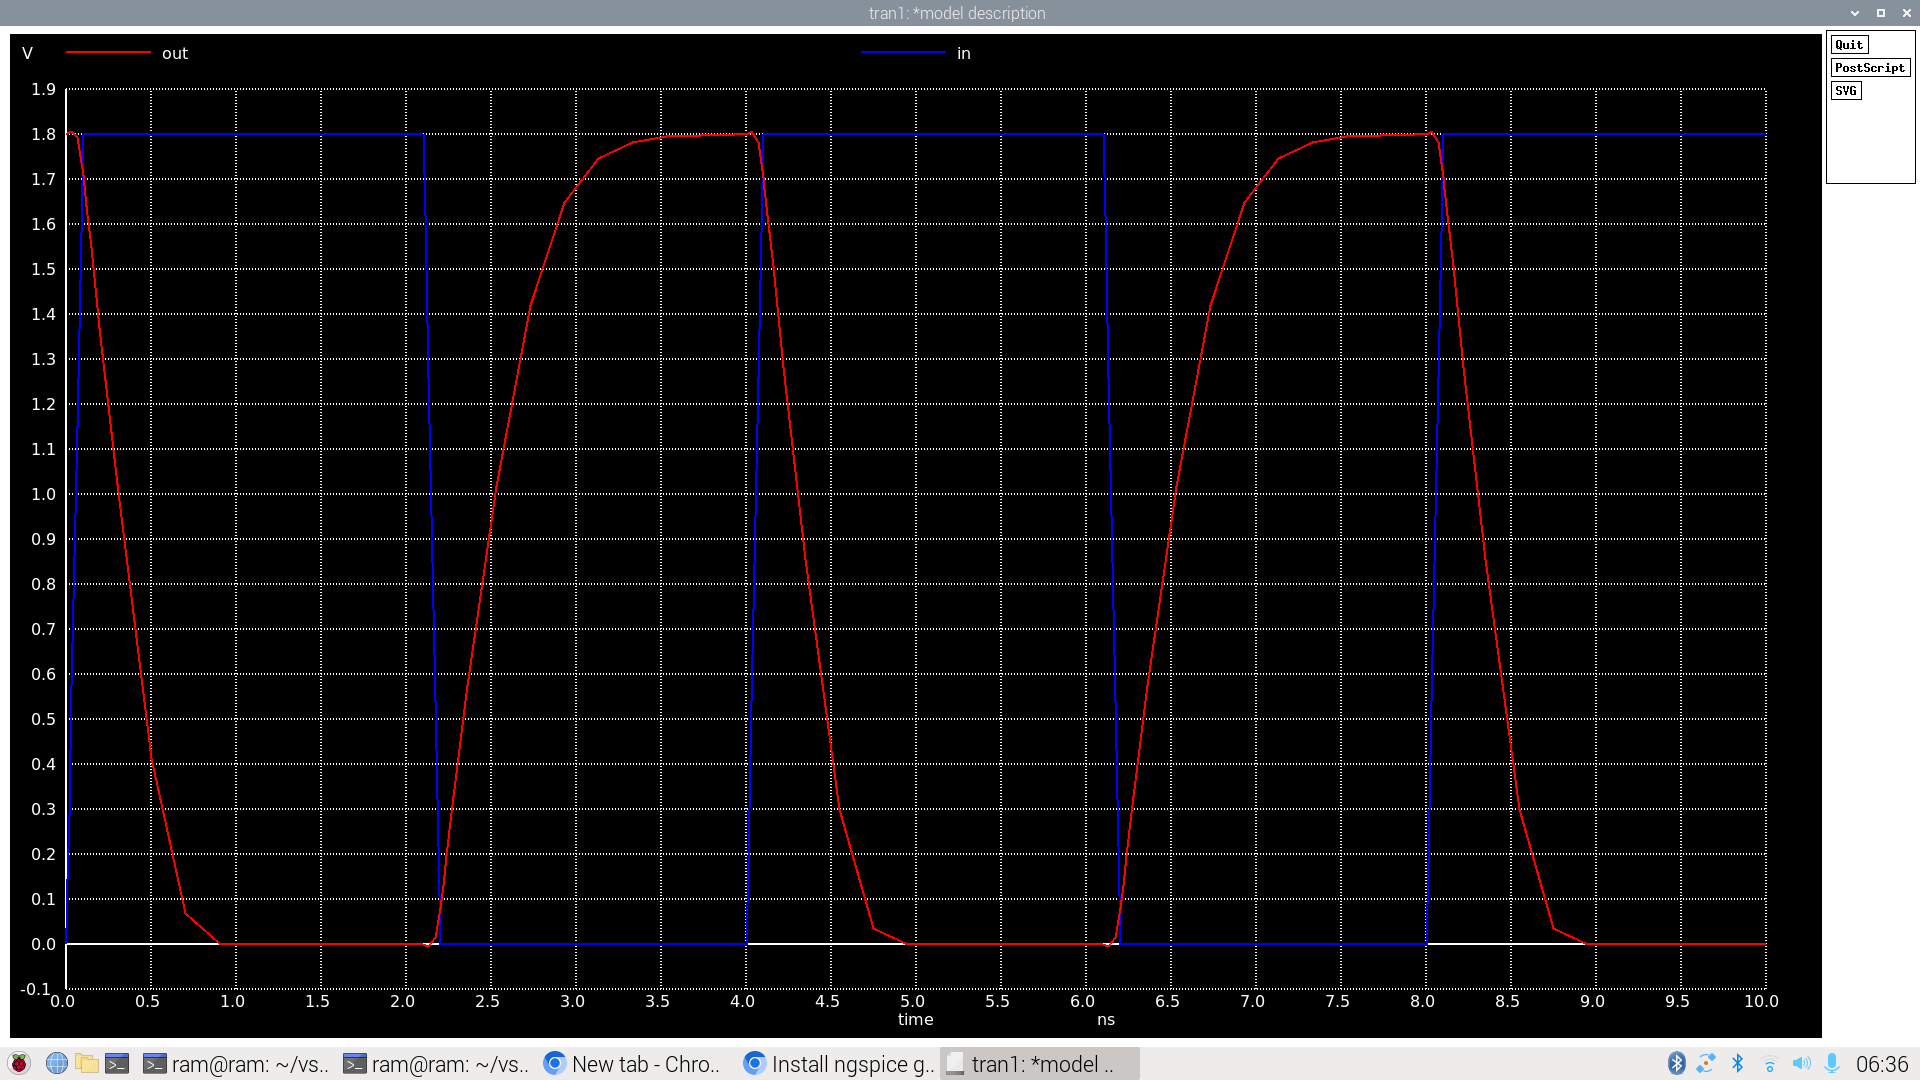 tran1: *model description
V
out
in
Quit
PostScript
SVG
1.9
1.8
1.7
1.6
1.5
1.4
1.3
1.2
1.1
1.0
0.9
0.8
0.7
0.6
0.5
0.4
0.3
0.2
0.1
0.0
-0.1
0.0 0.5 1.0 1.5 2.0 2.5 3.0 3.5 4.0 4.5 5.0 5.5 6.0 6.5 7.0 7.5 8.0 8.5 9.0 9.5 10.0
time ns
ram@ram: ~/vs.. ram@ram: ~/vs.. New tab - Chro.. Install ngspice g.. tran1: *model .. 06:36